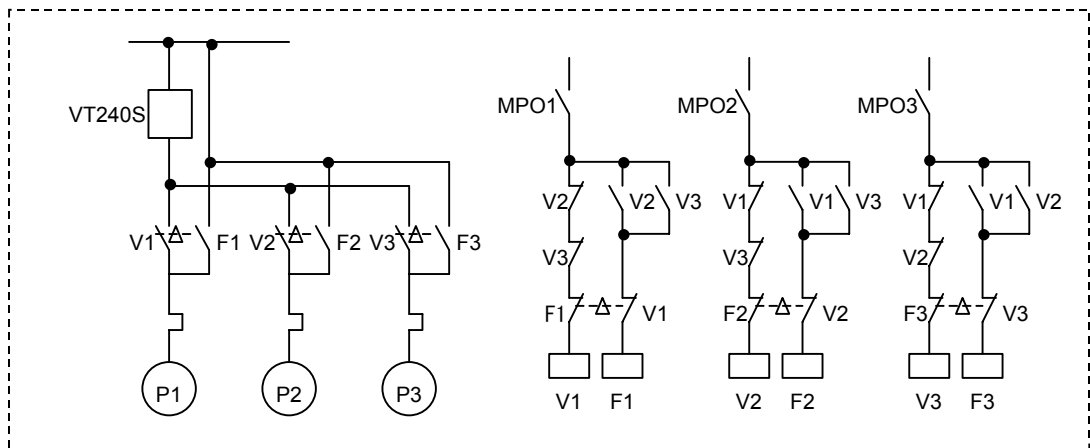 VT240S
V1 F1 V2 F2 V3 F3
P1 P2 P3
MPO1
V2 V2 V3
V3
F1 V1
V1 F1
MPO2
V1 V1 V3
V3
F2 V2
V2 F2
MPO3
V1 V1 V2
V2
F3 V3
V3 F3